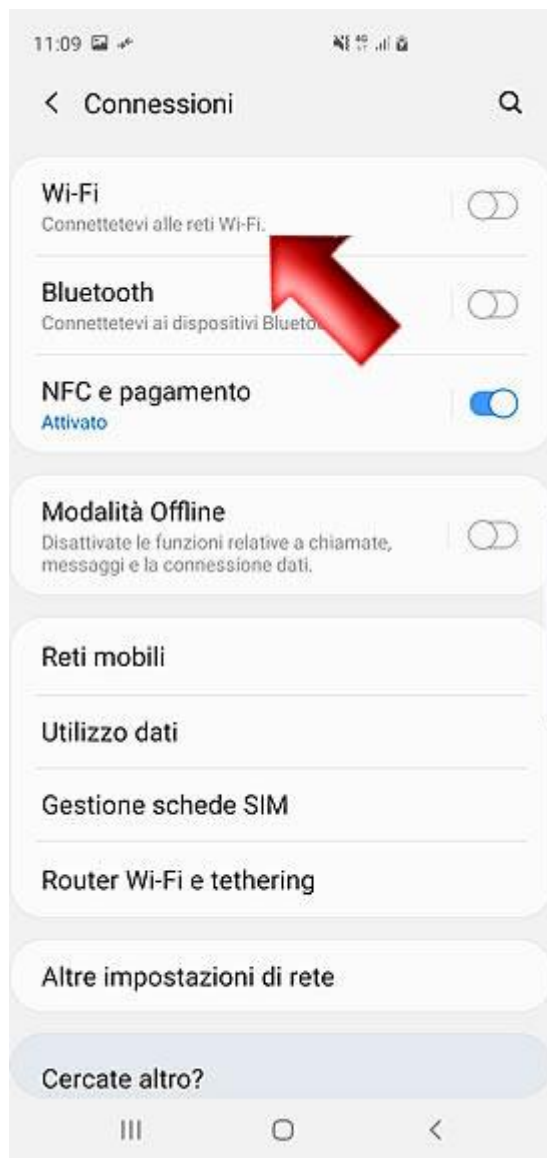 11:09
Connessioni
Wi-Fi
Connettetevi alle reti Wi-Fi.
Bluetooth
Connettetevi ai dispositivi
NFC e pagamento
Attivato
Modalità Offline
Disattivate le funzioni relative a chiamate,
messaggi e la connessione dati.
Reti mobili
Utilizzo dati
Gestione schede SIM
Router Wi-Fi e tethering
Altre impostazioni di rete
Cercate altro?